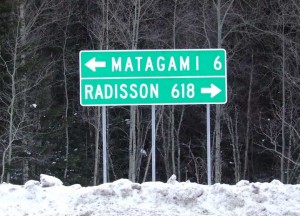 ← MATAGAMI 6
RADISSON 618 →